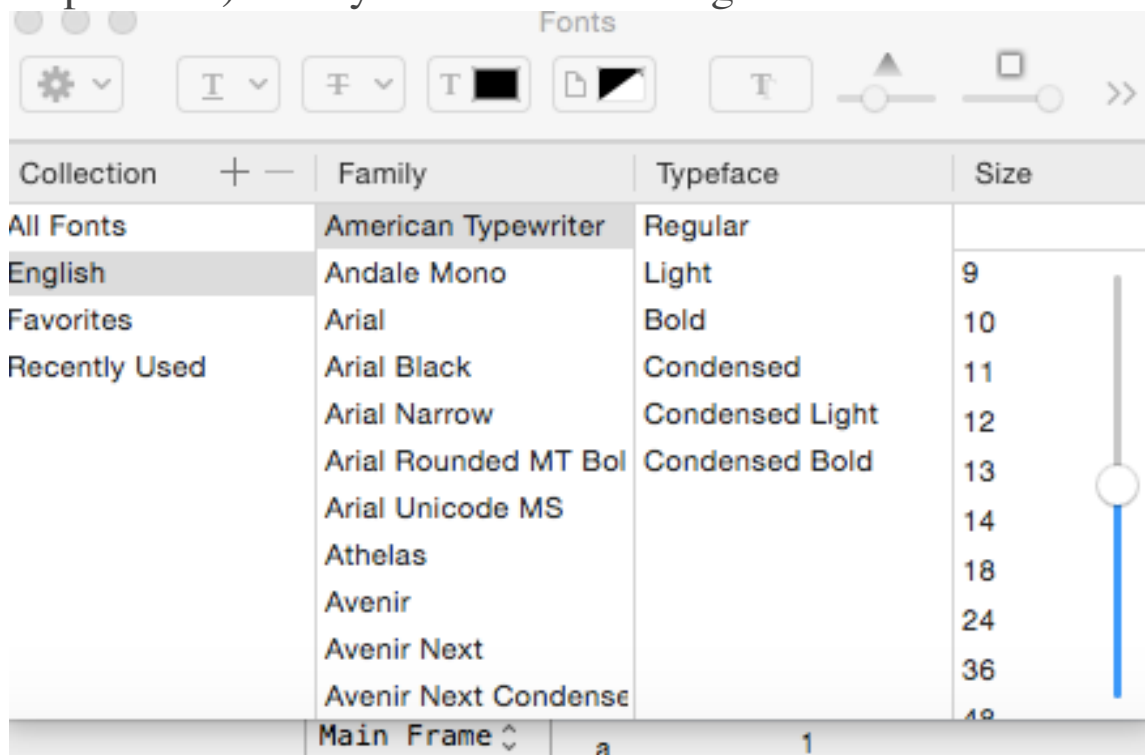 Fonts
T T T T
Collection + − Family Typeface Size
All Fonts
English
Favorites
Recently Used
American Typewriter
Andale Mono
Arial
Arial Black
Arial Narrow
Arial Rounded MT Bol
Arial Unicode MS
Athelas
Avenir
Avenir Next
Avenir Next Condense
Regular
Light
Bold
Condensed
Condensed Light
Condensed Bold
9
10
11
12
13
14
18
24
36
48
Main Frame a 1